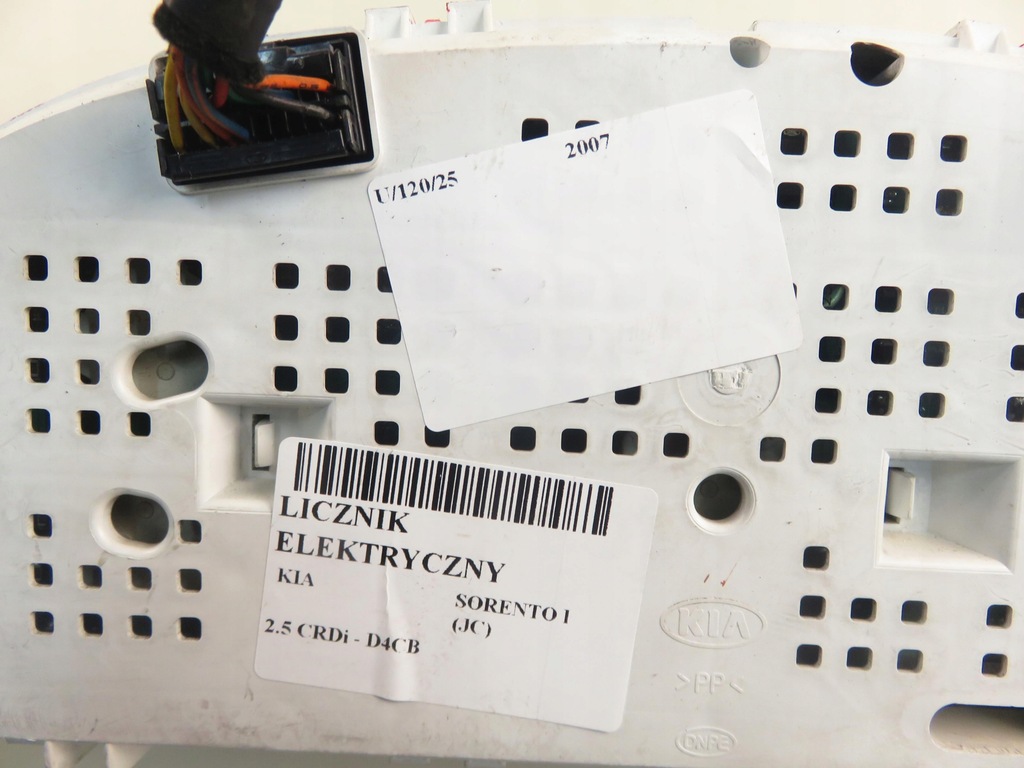 2007
U/120/25
LICZNIK
ELEKTRYCZNY
KIA
SORENTO I
(JC)
2.5 CRDi - D4CB
KIA
>PP<